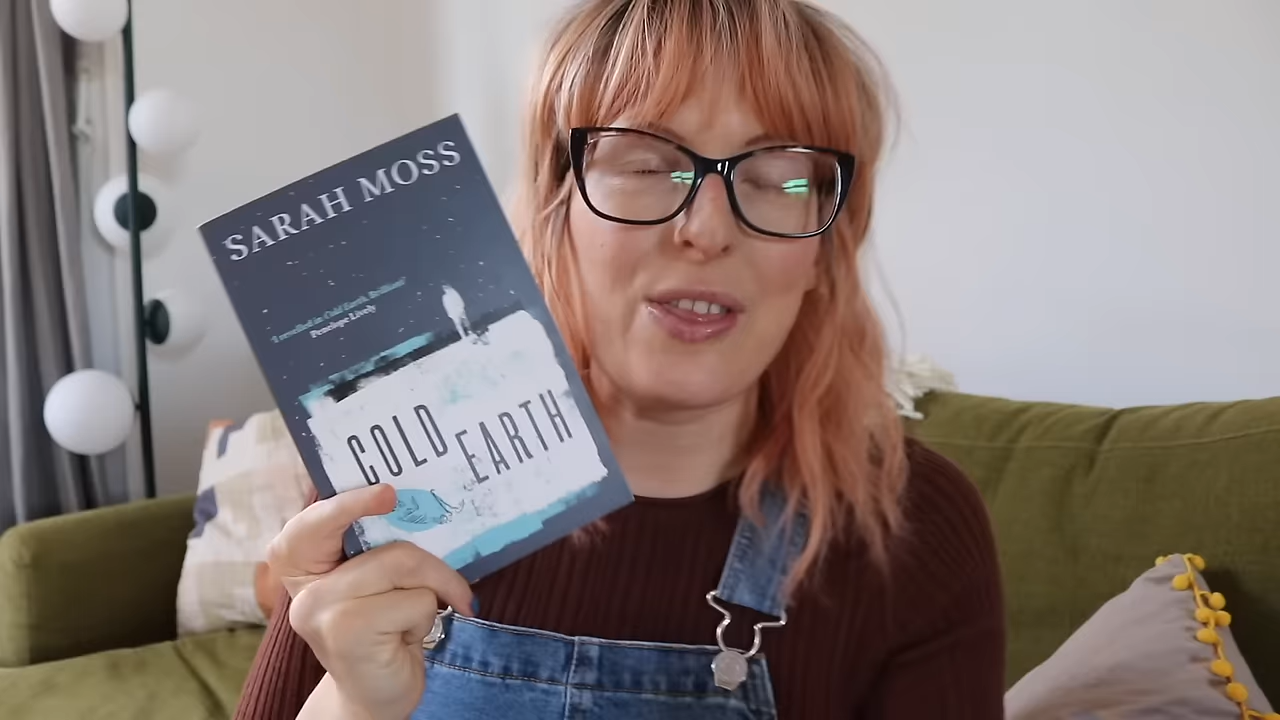 SARAH MOSS
'I revelled in Cold Earth. Brilliant'
Penelope Lively
COLD
EARTH